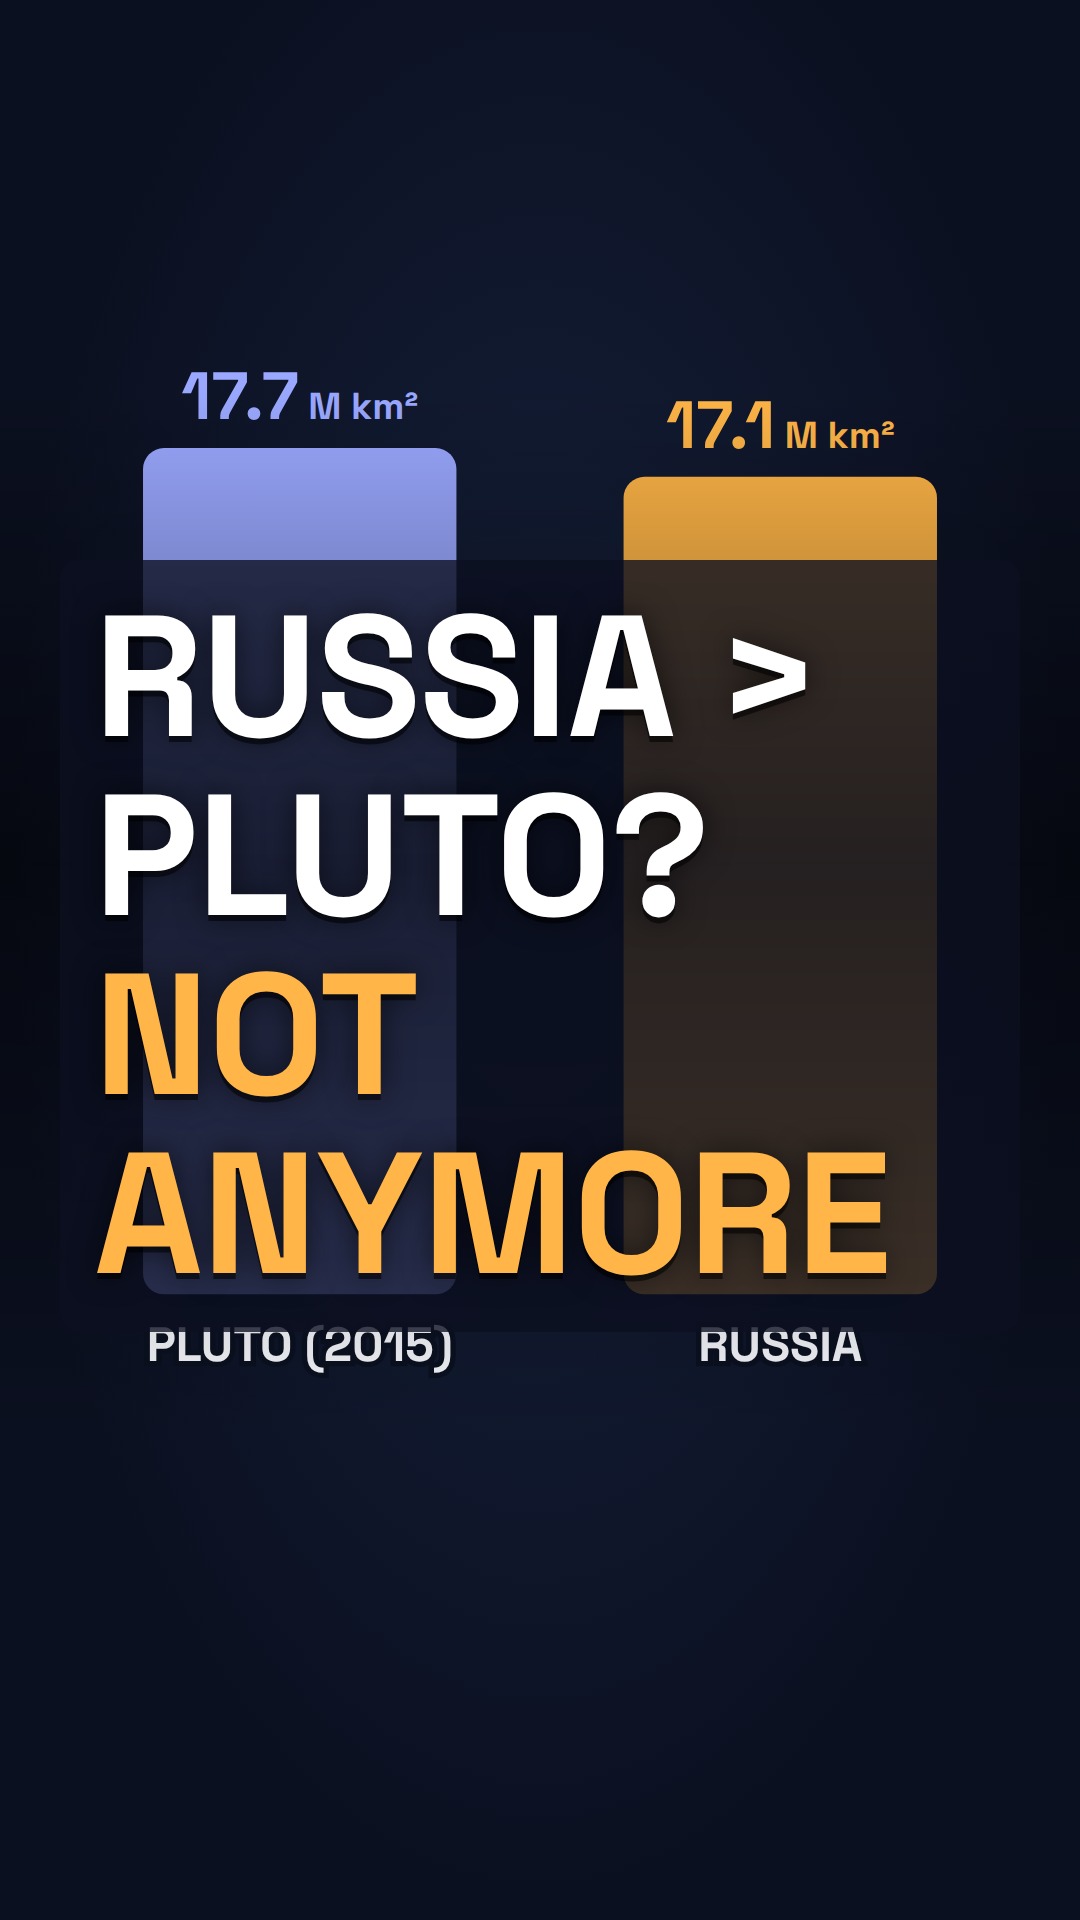 17.7 M km²
17.1 M km²
RUSSIA >
PLUTO?
NOT
ANYMORE
PLUTO (2015)
RUSSIA